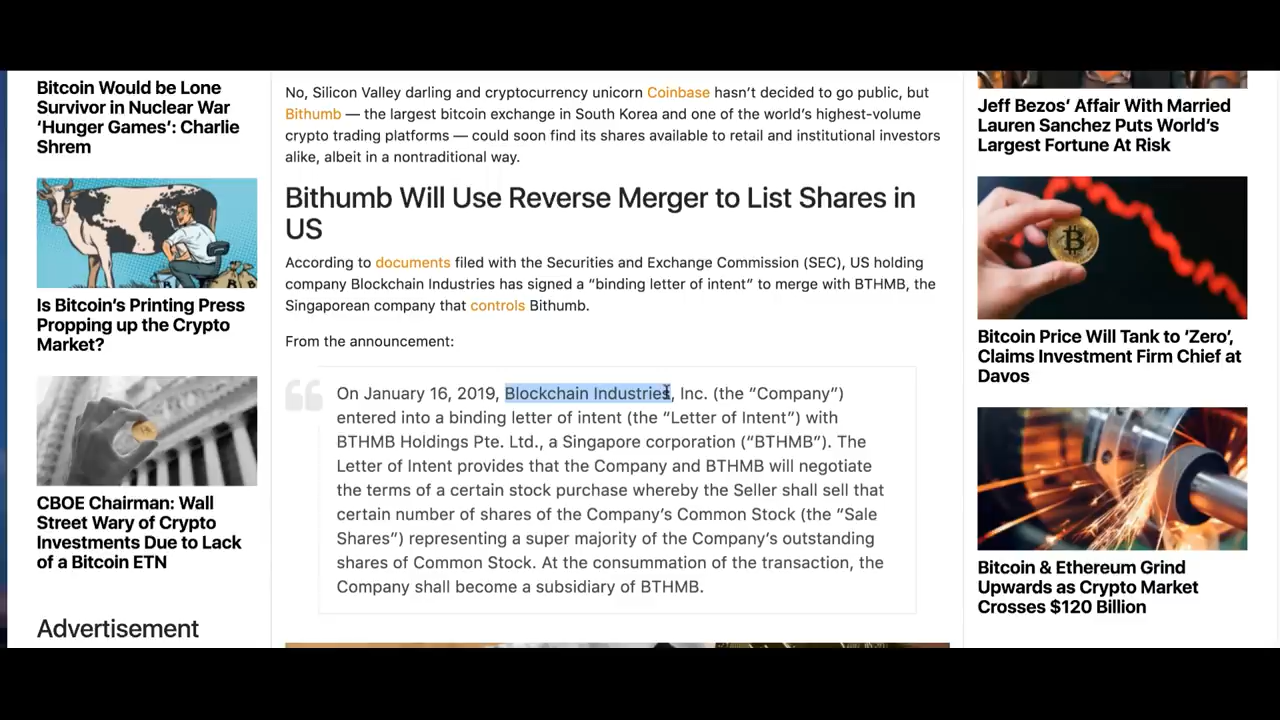 Bitcoin Would be Lone
Survivor in Nuclear War
‘Hunger Games’: Charlie
Shrem
Is Bitcoin’s Printing Press
Propping up the Crypto
Market?
CBOE Chairman: Wall
Street Wary of Crypto
Investments Due to Lack
of a Bitcoin ETN
Advertisement
No, Silicon Valley darling and cryptocurrency unicorn Coinbase hasn’t decided to go public, but
Bithumb — the largest bitcoin exchange in South Korea and one of the world’s highest-volume
crypto trading platforms — could soon find its shares available to retail and institutional investors
alike, albeit in a nontraditional way.
Bithumb Will Use Reverse Merger to List Shares in
US
According to documents filed with the Securities and Exchange Commission (SEC), US holding
company Blockchain Industries has signed a “binding letter of intent” to merge with BTHMB, the
Singaporean company that controls Bithumb.
From the announcement:
On January 16, 2019, Blockchain Industries, Inc. (the “Company”)
entered into a binding letter of intent (the “Letter of Intent”) with
BTHMB Holdings Pte. Ltd., a Singapore corporation (“BTHMB”). The
Letter of Intent provides that the Company and BTHMB will negotiate
the terms of a certain stock purchase whereby the Seller shall sell that
certain number of shares of the Company’s Common Stock (the “Sale
Shares”) representing a super majority of the Company’s outstanding
shares of Common Stock. At the consummation of the transaction, the
Company shall become a subsidiary of BTHMB.
Jeff Bezos’ Affair With Married
Lauren Sanchez Puts World’s
Largest Fortune At Risk
Bitcoin Price Will Tank to ‘Zero’,
Claims Investment Firm Chief at
Davos
Bitcoin & Ethereum Grind
Upwards as Crypto Market
Crosses $120 Billion